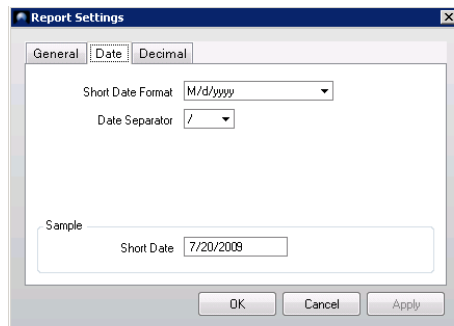 Report Settings
General Date Decimal
Short Date Format M/d/yyyy
Date Separator /
Sample
Short Date 7/20/2009
OK Cancel Apply